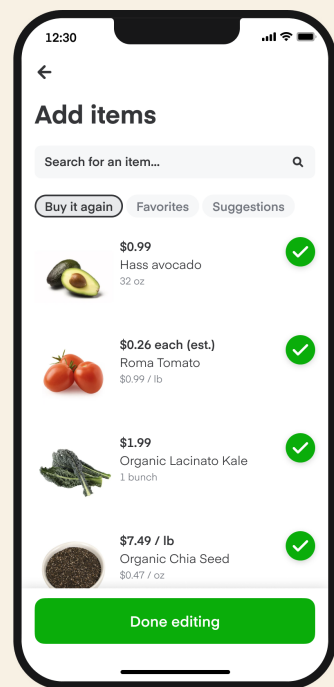 12:30
Add items
Search for an item...
Buy it again Favorites Suggestions
$0.99
Hass avocado
32 oz
$0.26 each (est.)
Roma Tomato
$0.99 / lb
$1.99
Organic Lacinato Kale
1 bunch
$7.49 / lb
Organic Chia Seed
$0.47 / oz
Done editing